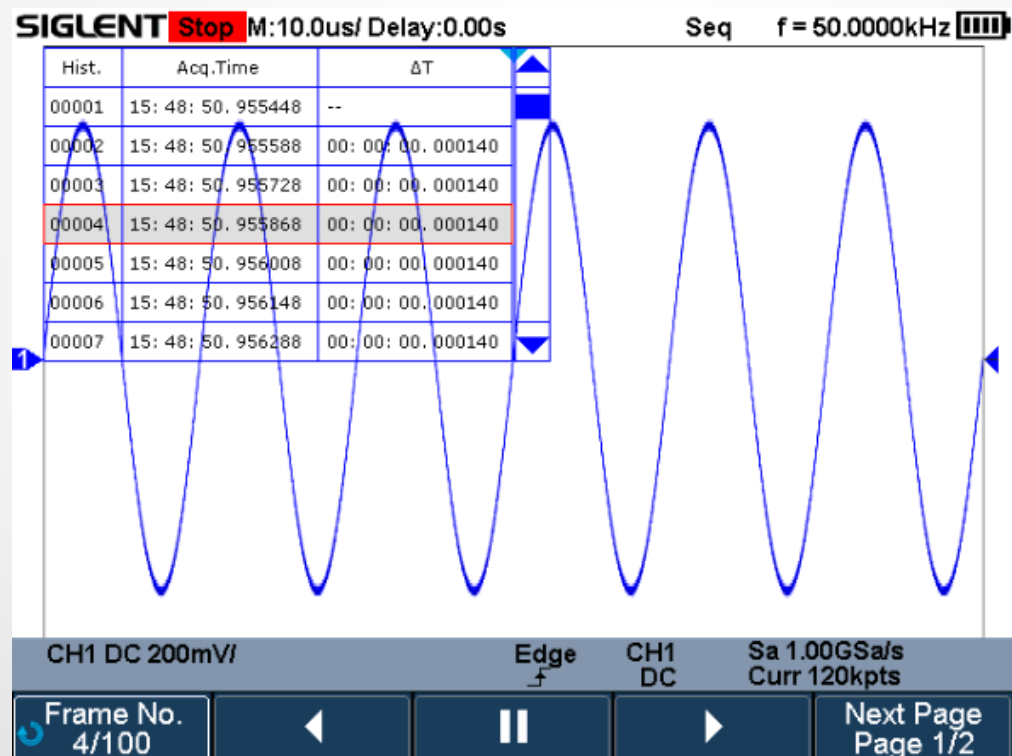 SIGLENT Stop M:10.0us/ Delay:0.00s Seq f = 50.0000kHz
Hist. Acq.Time ΔT
00001 15: 48: 50. 955448 --
00002 15: 48: 50. 955588 00: 00: 00. 000140
00003 15: 48: 50. 955728 00: 00: 00. 000140
00004 15: 48: 50. 955868 00: 00: 00. 000140
00005 15: 48: 50. 956008 00: 00: 00. 000140
00006 15: 48: 50. 956148 00: 00: 00. 000140
00007 15: 48: 50. 956288 00: 00: 00. 000140
1
CH1 DC 200mV/ Edge CH1 Sa 1.00GSa/s
DC Curr 120kpts
Frame No. Next Page
4/100 Page 1/2